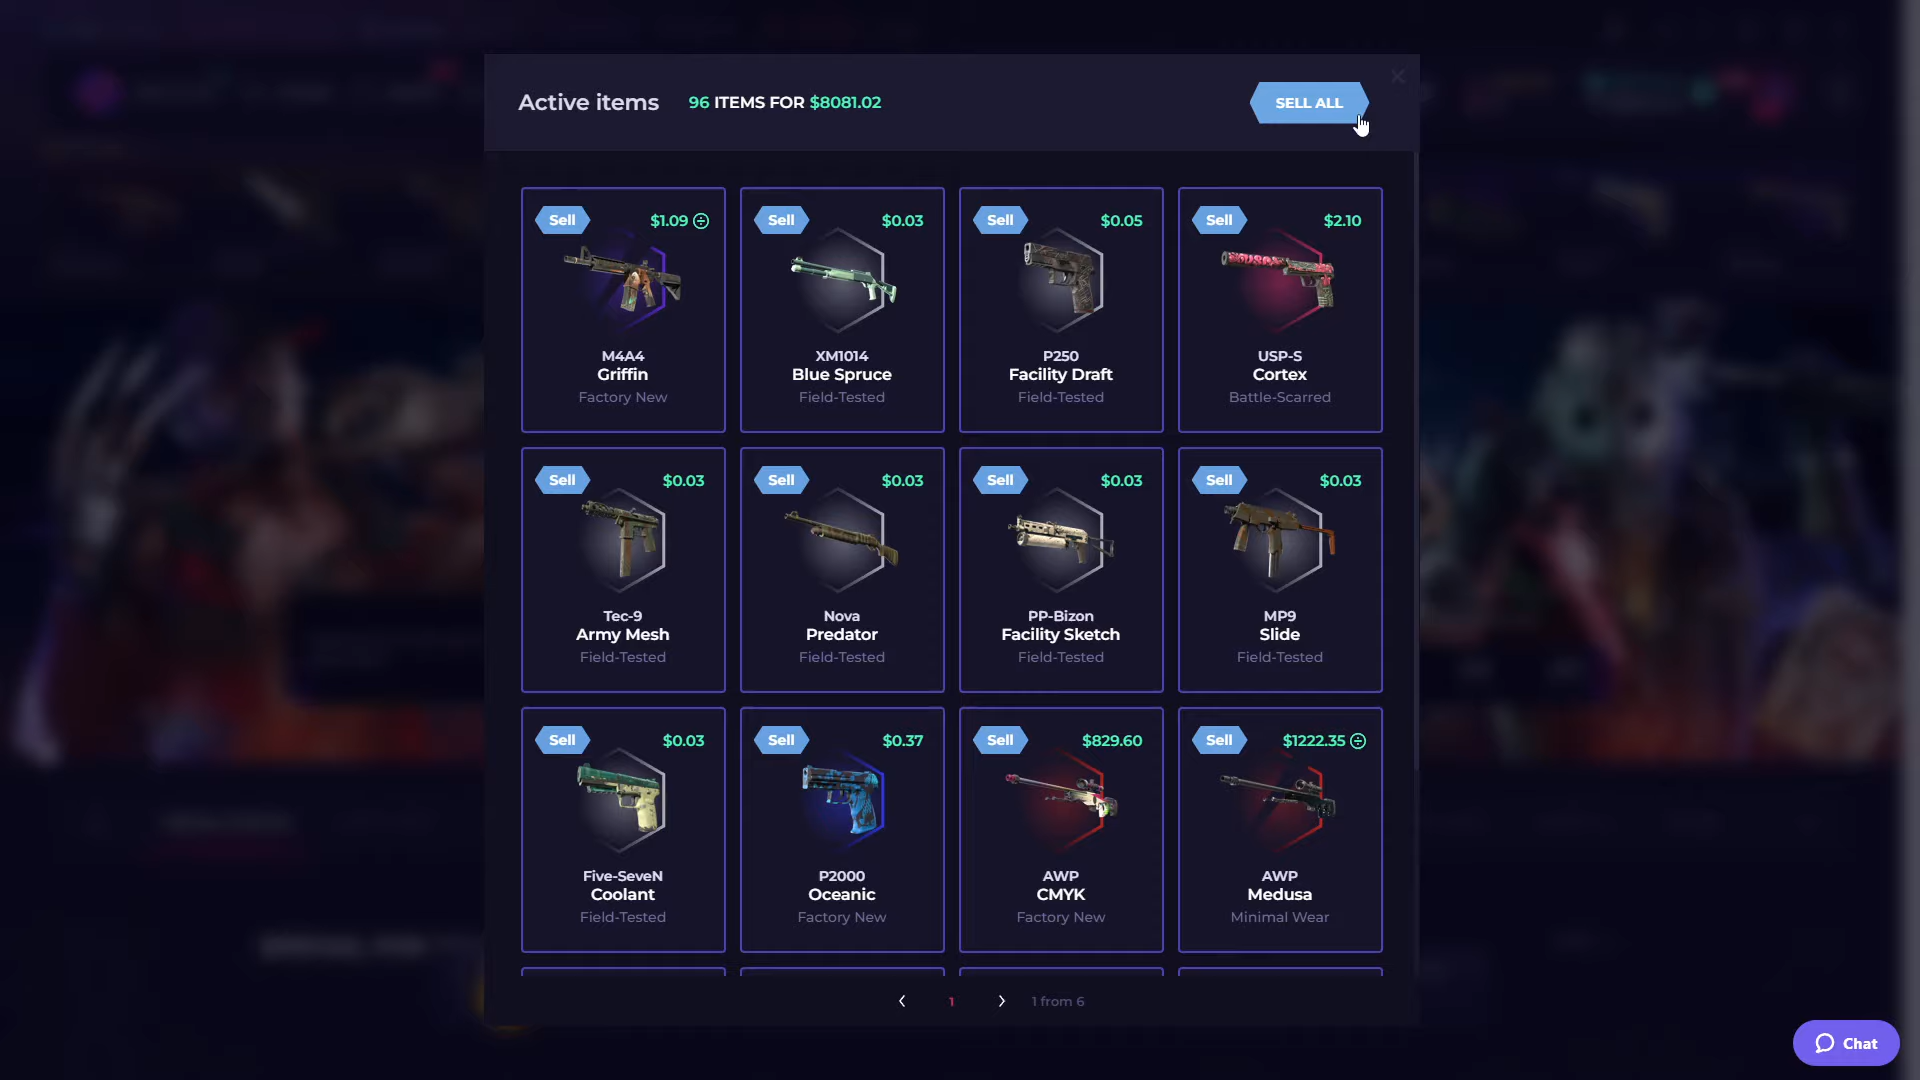 Active items
96 ITEMS FOR $8081.02
SELL ALL
Sell
$1.09
M4A4
Griffin
Factory New
Sell
$0.03
XM1014
Blue Spruce
Field-Tested
Sell
$0.05
P250
Facility Draft
Field-Tested
Sell
$2.10
USP-S
Cortex
Battle-Scarred
Sell
$0.03
Tec-9
Army Mesh
Field-Tested
Sell
$0.03
Nova
Predator
Field-Tested
Sell
$0.03
PP-Bizon
Facility Sketch
Field-Tested
Sell
$0.03
MP9
Slide
Field-Tested
Sell
$0.03
Five-SeveN
Coolant
Field-Tested
Sell
$0.37
P2000
Oceanic
Factory New
Sell
$829.60
AWP
CMYK
Factory New
Sell
$1222.35
AWP
Medusa
Minimal Wear
1
1 from 6
Chat